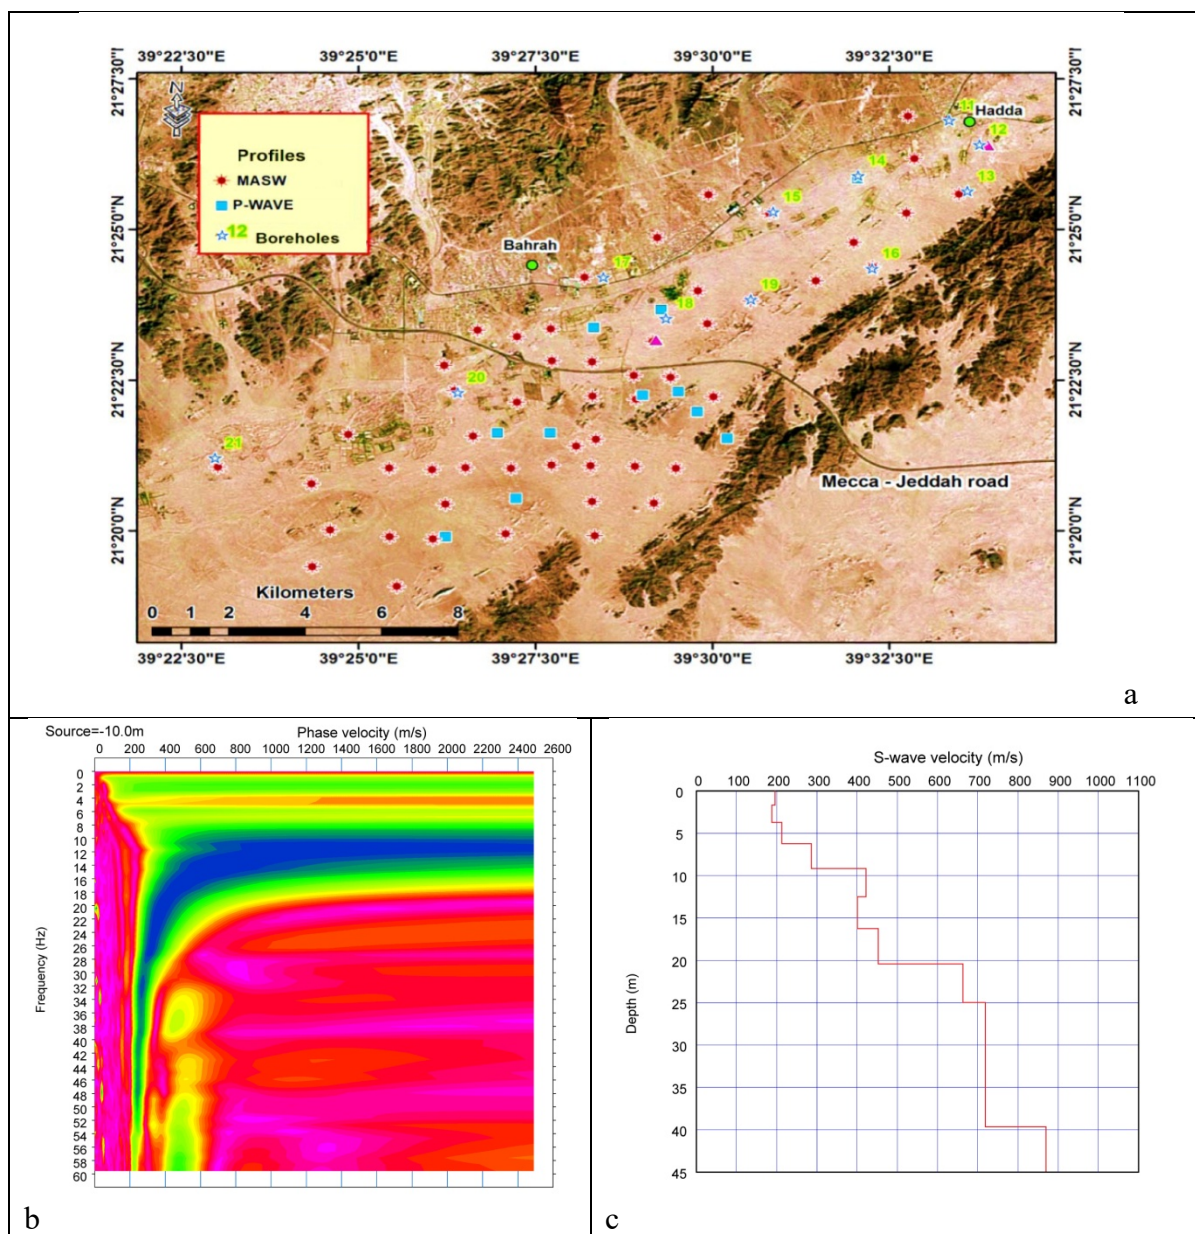 39°22'30"E 39°25'0"E 39°27'30"E 39°30'0"E 39°32'30"E
21°27'30"I 21°27'30"I
N
11 Hadda
12
Profiles
MASW
P-WAVE
12 Boreholes
14
13
15
21°25'0"N 21°25'0"N
Bahrah
17
16
19
18
21°22'30"N 21°22'30"N
20
21
Mecca - Jeddah road
21°20'0"N 21°20'0"N
Kilometers
0 1 2 4 6 8
39°22'30"E 39°25'0"E 39°27'30"E 39°30'0"E 39°32'30"E
a
Source=-10.0m Phase velocity (m/s)
0 200 400 600 800 1000 1200 1400 1600 1800 2000 2200 2400 2600
0
2
4
6
8
10
12
14
16
18
20
22
24
26
28
30
32
34
36
38
40
42
44
46
48
50
52
54
56
58
60
Frequency (Hz)
b
S-wave velocity (m/s)
0 100 200 300 400 500 600 700 800 900 1000 1100
0
5
10
15
20
25
30
35
40
45
Depth (m)
c